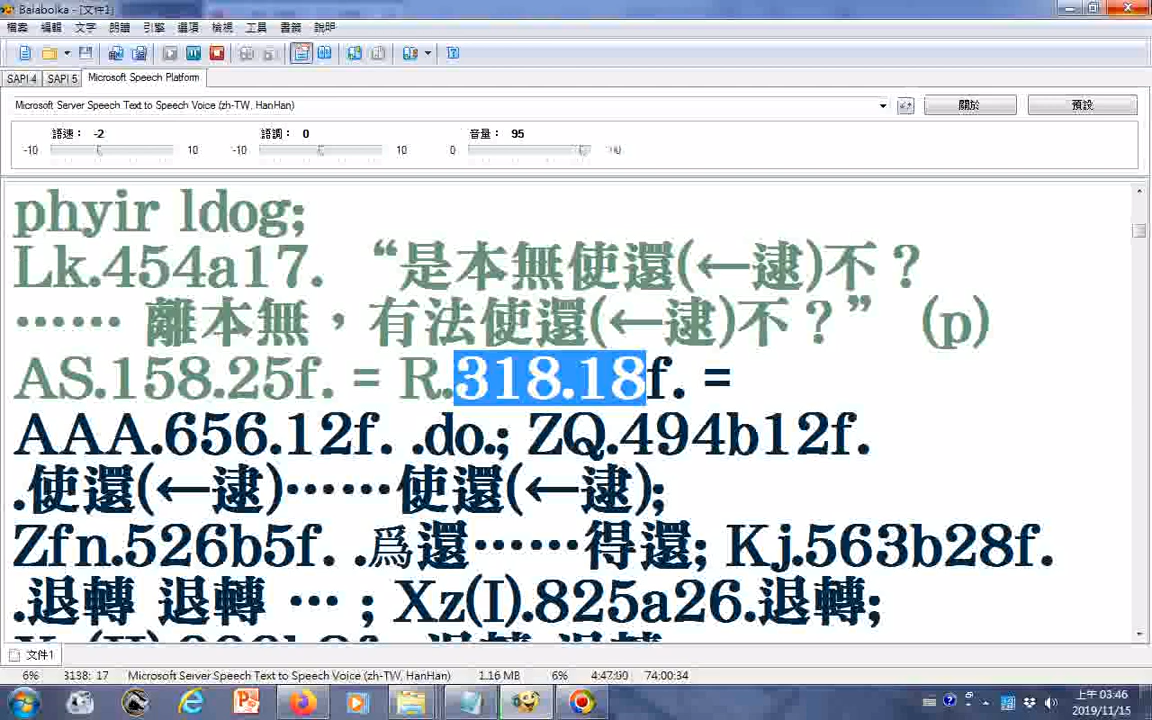 Balabolka - [文件1]
檔案 編輯 文字 朗讀 引擎 選項 檢視 工具 書籤 說明
SAPI 4 SAPI 5 Microsoft Speech Platform
Microsoft Server Speech Text to Speech Voice (zh-TW, HanHan) 關於 預設
語速： -2 語調： 0 音量： 95
-10 10 -10 10 0 100
phyir ldog;
Lk.454a17. “是本無使還(←逮)不？
…… 離本無，有法使還(←逮)不？” (p)
AS.158.25f. = R.318.18f. =
AAA.656.12f. .do.; ZQ.494b12f.
.使還(←逮)……使還(←逮);
Zfn.526b5f. .爲還……得還; Kj.563b28f.
.退轉 退轉 … ; Xz(I).825a26.退轉;
文件1
6% 3138: 17 Microsoft Server Speech Text to Speech Voice (zh-TW, HanHan) 1.16 MB 6% 4:47:00 74:00:34
上午 03:46
2019/11/15